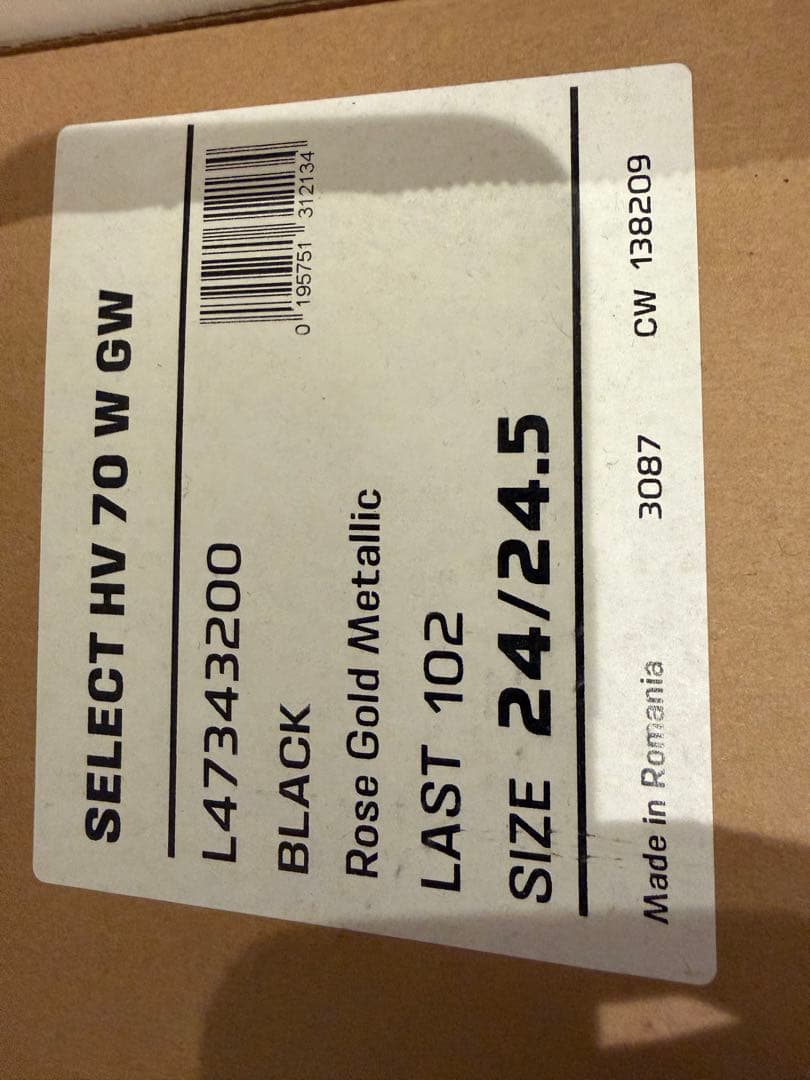 SELECT HV 70 W GW
L47343200
BLACK
Rose Gold Metallic
LAST 102
SIZE 24/24.5
0 195751 312134
Made in Romania 3087 CW 138209